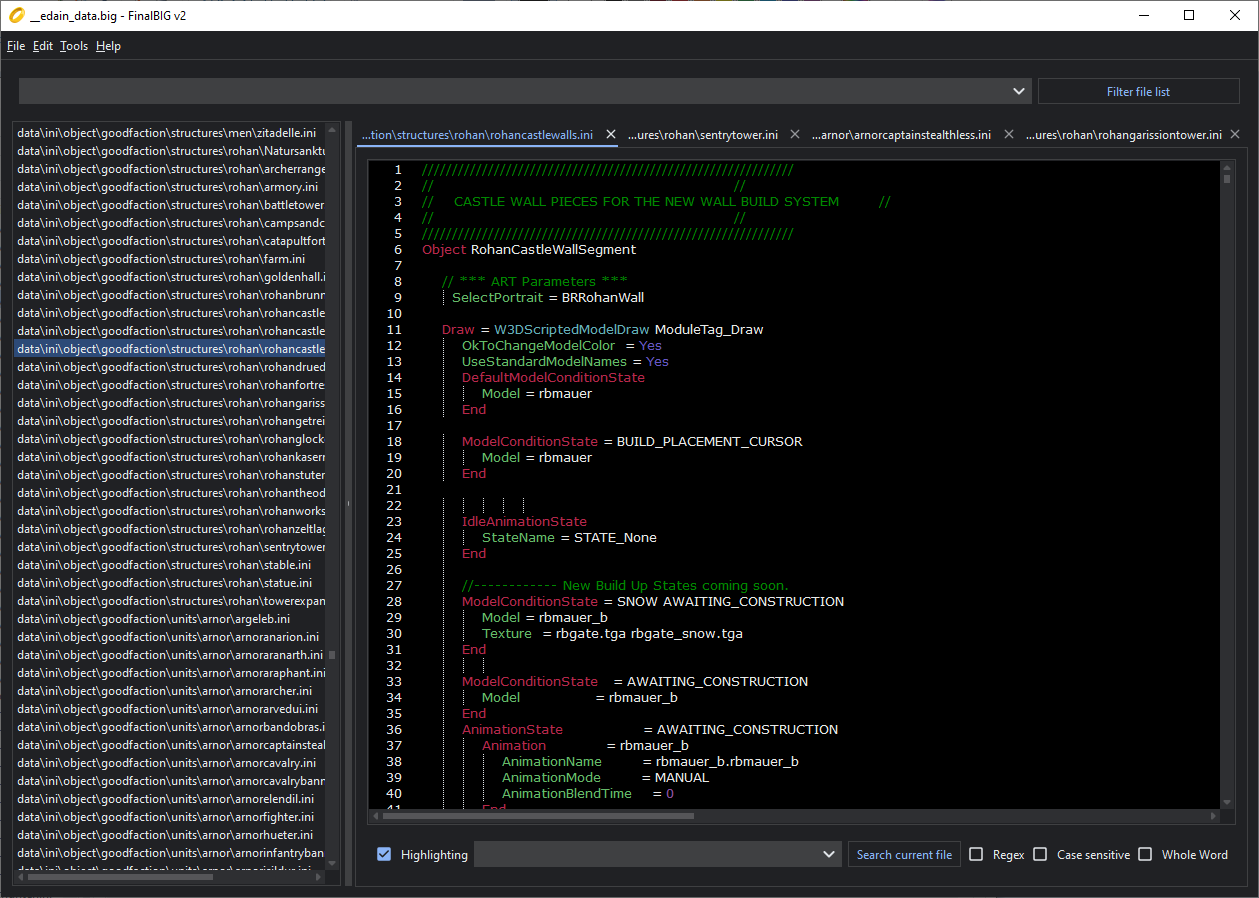 __edain_data.big - FinalBIG v2
File Edit Tools Help
Filter file list
data\ini\object\goodfaction\structures\men\zitadelle.ini
data\ini\object\goodfaction\structures\rohan\Natursanktu
data\ini\object\goodfaction\structures\rohan\archerrange
data\ini\object\goodfaction\structures\rohan\armory.ini
data\ini\object\goodfaction\structures\rohan\battletower
data\ini\object\goodfaction\structures\rohan\campsandc
data\ini\object\goodfaction\structures\rohan\catapultfort
data\ini\object\goodfaction\structures\rohan\farm.ini
data\ini\object\goodfaction\structures\rohan\goldenhall.i
data\ini\object\goodfaction\structures\rohan\rohanbrunn
data\ini\object\goodfaction\structures\rohan\rohancastle
data\ini\object\goodfaction\structures\rohan\rohancastle
data\ini\object\goodfaction\structures\rohan\rohancastle
data\ini\object\goodfaction\structures\rohan\rohandrued
data\ini\object\goodfaction\structures\rohan\rohanfortre
data\ini\object\goodfaction\structures\rohan\rohangariss
data\ini\object\goodfaction\structures\rohan\rohangetrei
data\ini\object\goodfaction\structures\rohan\rohanglock
data\ini\object\goodfaction\structures\rohan\rohankasern
data\ini\object\goodfaction\structures\rohan\rohanstuter
data\ini\object\goodfaction\structures\rohan\rohantheod
data\ini\object\goodfaction\structures\rohan\rohanworks
data\ini\object\goodfaction\structures\rohan\rohanzeltlag
data\ini\object\goodfaction\structures\rohan\sentrytower
data\ini\object\goodfaction\structures\rohan\stable.ini
data\ini\object\goodfaction\structures\rohan\statue.ini
data\ini\object\goodfaction\structures\rohan\towerexpan
data\ini\object\goodfaction\units\arnor\argeleb.ini
data\ini\object\goodfaction\units\arnor\arnoranarion.ini
data\ini\object\goodfaction\units\arnor\arnoraranarth.ini
data\ini\object\goodfaction\units\arnor\arnoraraphant.ini
data\ini\object\goodfaction\units\arnor\arnorarcher.ini
data\ini\object\goodfaction\units\arnor\arnorarvedui.ini
data\ini\object\goodfaction\units\arnor\arnorbandobras.i
data\ini\object\goodfaction\units\arnor\arnorcaptainsteal
data\ini\object\goodfaction\units\arnor\arnorcavalry.ini
data\ini\object\goodfaction\units\arnor\arnorcavalrybann
data\ini\object\goodfaction\units\arnor\arnorelendil.ini
data\ini\object\goodfaction\units\arnor\arnorfighter.ini
data\ini\object\goodfaction\units\arnor\arnorhueter.ini
data\ini\object\goodfaction\units\arnor\arnorinfantryban
...tion\structures\rohan\rohancastlewalls.ini ...ures\rohan\sentrytower.ini ...arnor\arnorcaptainstealthless.ini ...ures\rohan\rohangarissiontower.ini
1 //////////////////////////////////////////////////////////////
2 // //
3 // CASTLE WALL PIECES FOR THE NEW WALL BUILD SYSTEM //
4 // //
5 //////////////////////////////////////////////////////////////
6 Object RohanCastleWallSegment
7
8 // *** ART Parameters ***
9 SelectPortrait = BRRohanWall
10
11 Draw = W3DScriptedModelDraw ModuleTag_Draw
12 OkToChangeModelColor = Yes
13 UseStandardModelNames = Yes
14 DefaultModelConditionState
15 Model = rbmauer
16 End
17
18 ModelConditionState = BUILD_PLACEMENT_CURSOR
19 Model = rbmauer
20 End
21
22
23 IdleAnimationState
24 StateName = STATE_None
25 End
26
27 //------------ New Build Up States coming soon.
28 ModelConditionState = SNOW AWAITING_CONSTRUCTION
29 Model = rbmauer_b
30 Texture = rbgate.tga rbgate_snow.tga
31 End
32
33 ModelConditionState = AWAITING_CONSTRUCTION
34 Model = rbmauer_b
35 End
36 AnimationState = AWAITING_CONSTRUCTION
37 Animation = rbmauer_b
38 AnimationName = rbmauer_b.rbmauer_b
39 AnimationMode = MANUAL
40 AnimationBlendTime = 0
41 End
Highlighting Search current file Regex Case sensitive Whole Word